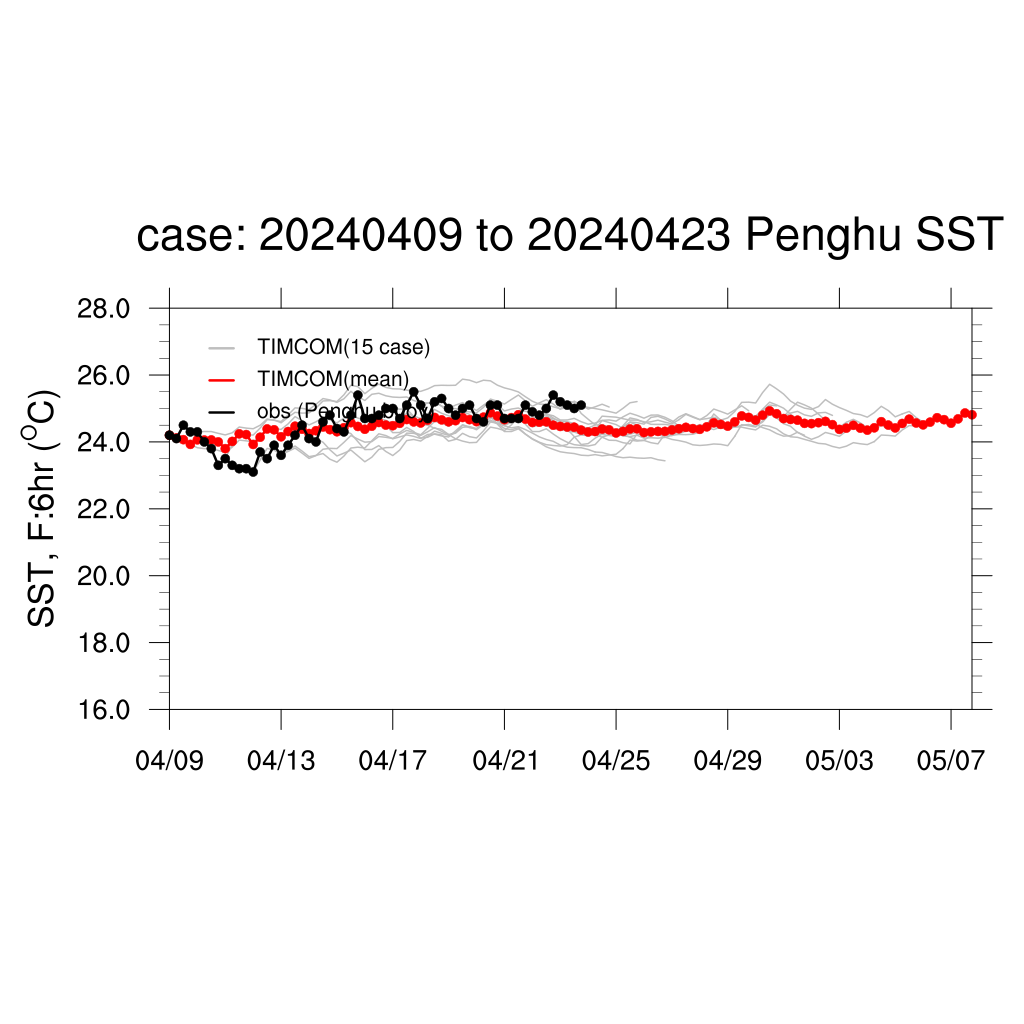 case: 20240409 to 20240423 Penghu SST
28.0
26.0
24.0
22.0
20.0
18.0
16.0
SST, F:6hr (°C)
TIMCOM(15 case)
TIMCOM(mean)
obs (Penghu
04/09 04/13 04/17 04/21 04/25 04/29 05/03 05/07